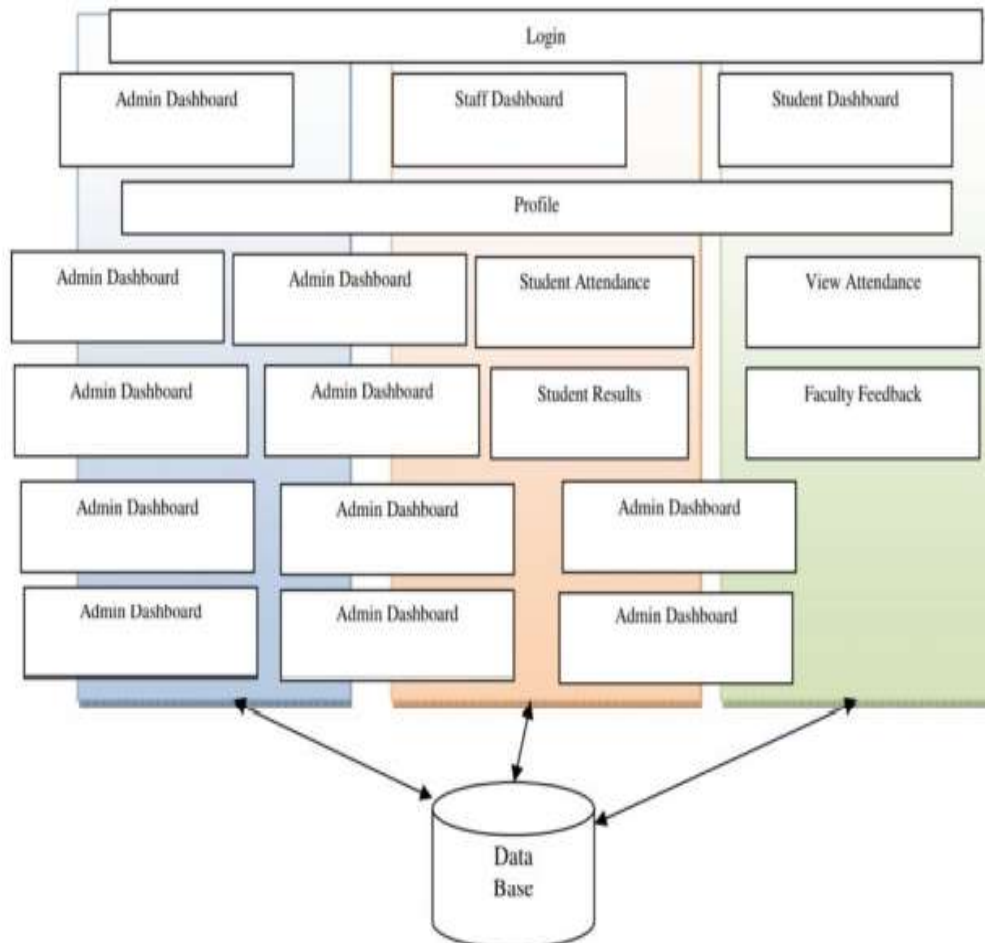 Login
Admin Dashboard
Staff Dashboard
Student Dashboard
Profile
Admin Dashboard
Admin Dashboard
Student Attendance
View Attendance
Admin Dashboard
Admin Dashboard
Student Results
Faculty Feedback
Admin Dashboard
Admin Dashboard
Admin Dashboard
Admin Dashboard
Admin Dashboard
Admin Dashboard
Data
Base